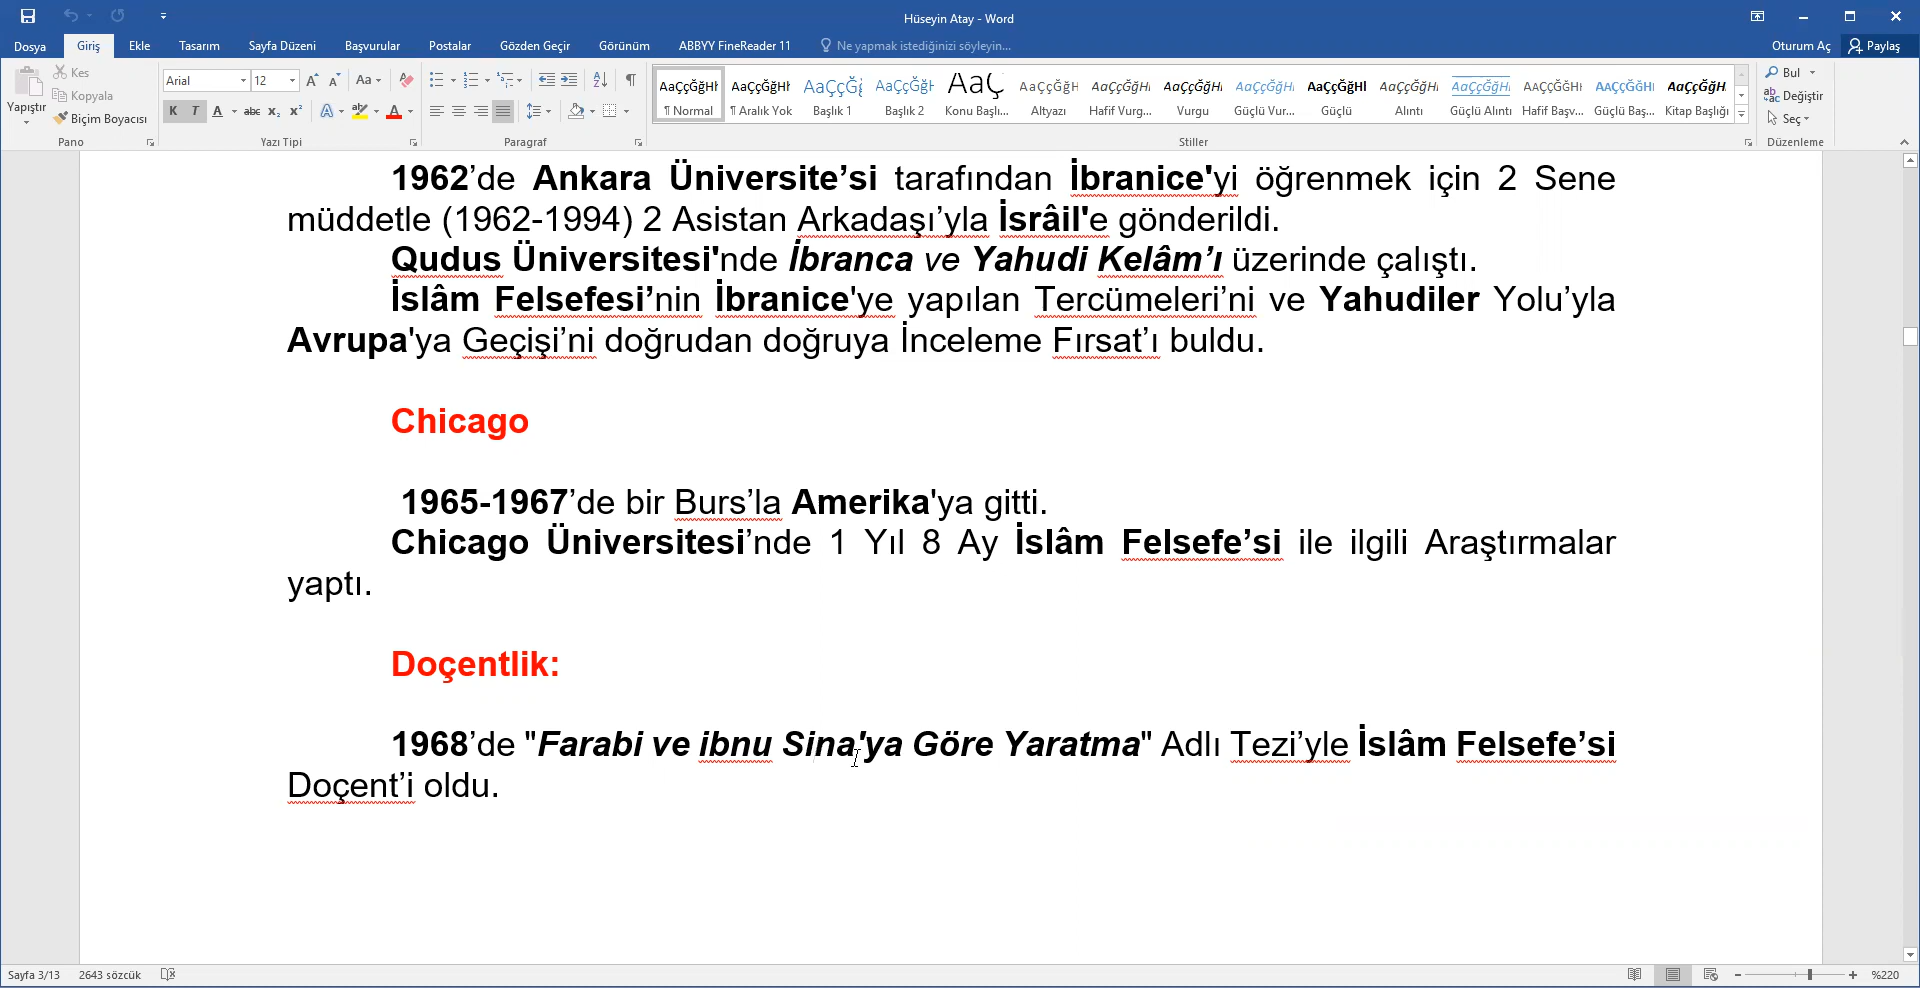 Hüseyin Atay - Word
Dosya Giriş Ekle Tasarım Sayfa Düzeni Başvurular Postalar Gözden Geçir Görünüm ABBYY FineReader 11 Ne yapmak istediğinizi söyleyin... Oturum Aç Paylaş
Yapıştır
Kes
Kopyala
Biçim Boyacısı
Pano
Arial 12
Yazı Tipi
Paragraf
¶ Normal ¶ Aralık Yok Başlık 1 Başlık 2 Konu Başlı... Altyazı Hafif Vurg... Vurgu Güçlü Vur... Güçlü Alıntı Güçlü Alıntı Hafif Başv... Güçlü Baş... Kitap Başlığı
Stiller
Bul
Değiştir
Seç
Düzenleme
1962’de Ankara Üniversite’si tarafından İbranice'yi öğrenmek için 2 Sene
müddetle (1962-1994) 2 Asistan Arkadaşı’yla İsrâil'e gönderildi.
Qudus Üniversitesi'nde İbranca ve Yahudi Kelâm’ı üzerinde çalıştı.
İslâm Felsefesi’nin İbranice'ye yapılan Tercümeleri’ni ve Yahudiler Yolu’yla
Avrupa'ya Geçişi’ni doğrudan doğruya İnceleme Fırsat’ı buldu.
Chicago
1965-1967’de bir Burs’la Amerika'ya gitti.
Chicago Üniversitesi’nde 1 Yıl 8 Ay İslâm Felsefe’si ile ilgili Araştırmalar
yaptı.
Doçentlik:
1968’de "Farabi ve ibnu Sina'ya Göre Yaratma" Adlı Tezi’yle İslâm Felsefe’si
Doçent’i oldu.
Sayfa 3/13 2643 sözcük %220